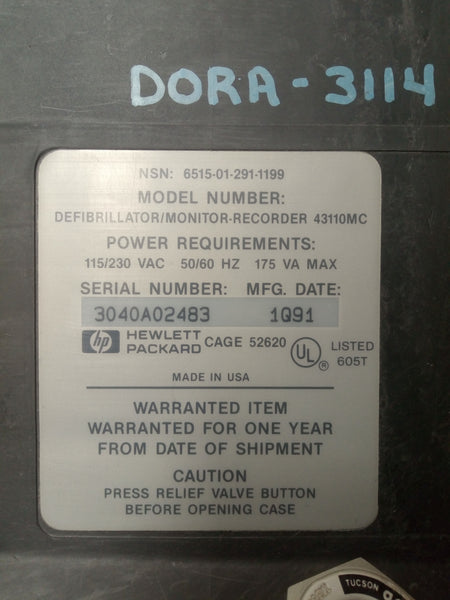 DORA-3114
NSN: 6515-01-291-1199
MODEL NUMBER:
DEFIBRILLATOR/MONITOR-RECORDER 43110MC
POWER REQUIREMENTS:
115/230 VAC 50/60 HZ 175 VA MAX
SERIAL NUMBER: MFG. DATE:
3040A02483 1Q91
hp HEWLETT PACKARD CAGE 52620 UL ® LISTED 605T
MADE IN USA
WARRANTED ITEM
WARRANTED FOR ONE YEAR
FROM DATE OF SHIPMENT
CAUTION
PRESS RELIEF VALVE BUTTON
BEFORE OPENING CASE
TUCSON